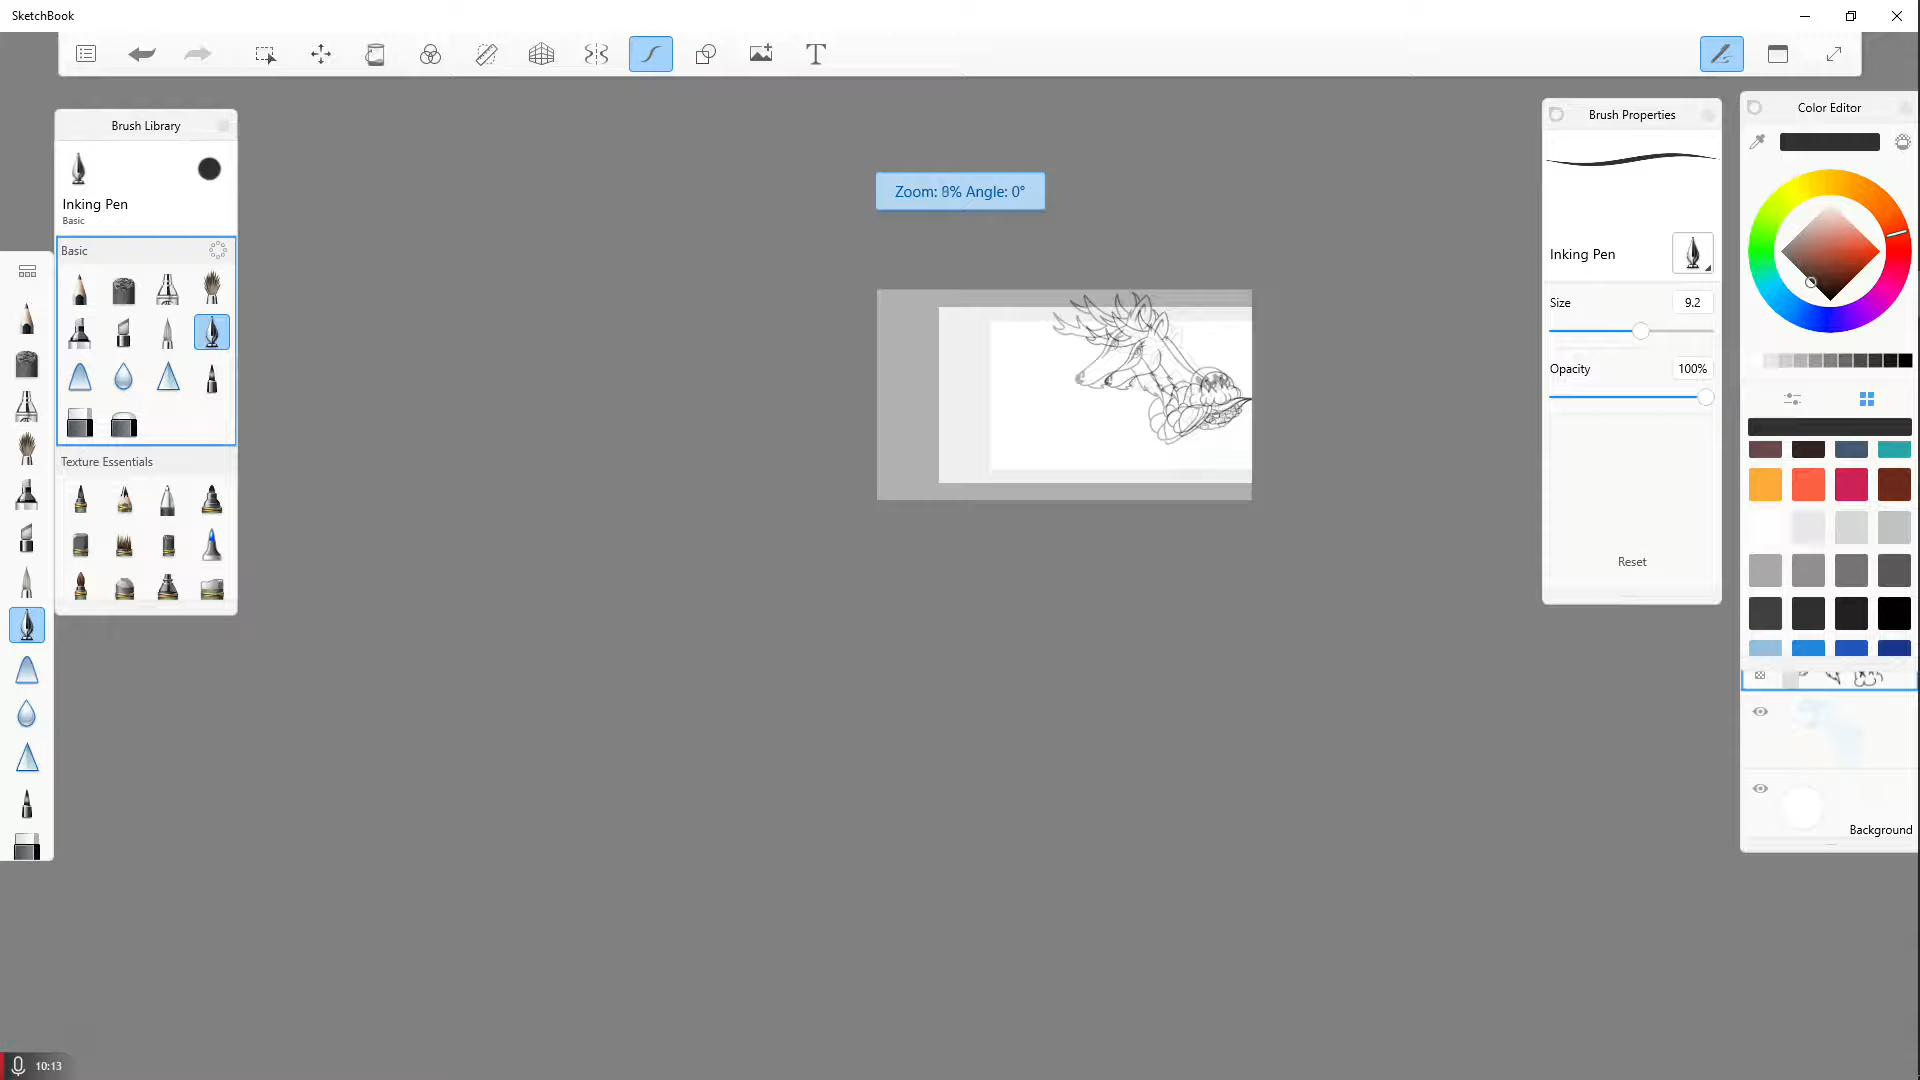 SketchBook
T
Brush Library
Inking Pen
Basic
Basic
Texture Essentials
Zoom: 8% Angle: 0°
Brush Properties
Inking Pen
Size
9.2
Opacity
100%
Reset
Color Editor
Background
10:13